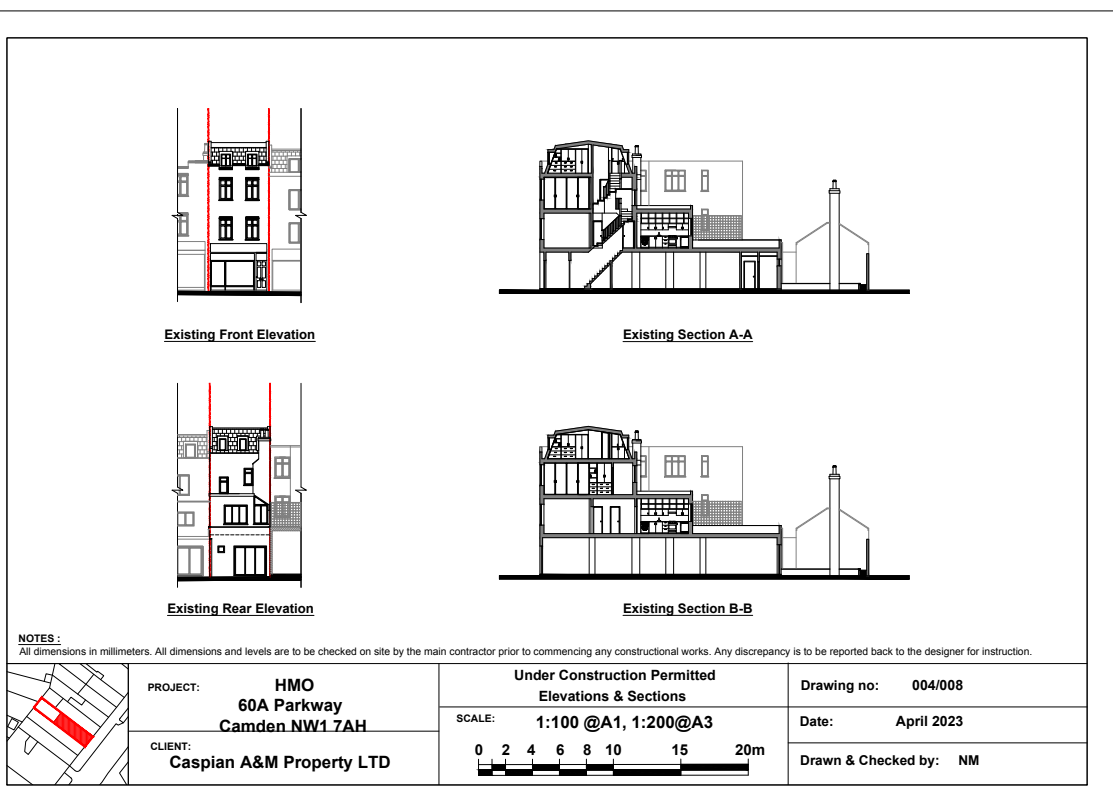 Existing Front Elevation
Existing Section A-A
Existing Rear Elevation
Existing Section B-B
NOTES :
All dimensions in millimeters. All dimensions and levels are to be checked on site by the main contractor prior to commencing any constructional works. Any discrepancy is to be reported back to the designer for instruction.
PROJECT: HMO
60A Parkway
Camden NW1 7AH
CLIENT:
Caspian A&M Property LTD
Under Construction Permitted
Elevations & Sections
SCALE: 1:100 @A1, 1:200@A3
0 2 4 6 8 10 15 20m
Drawing no: 004/008
Date: April 2023
Drawn & Checked by: NM